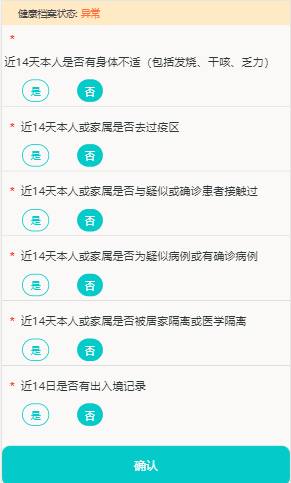 健康档案状态: 异常
*
近14天本人是否有身体不适（包括发烧、干咳、乏力）
是 否
* 近14天本人或家属是否去过疫区
是 否
* 近14天本人或家属是否与疑似或确诊患者接触过
是 否
* 近14天本人或家属是否为疑似病例或有确诊病例
是 否
* 近14天本人或家属是否被居家隔离或医学隔离
是 否
* 近14日是否有出入境记录
是 否
确认